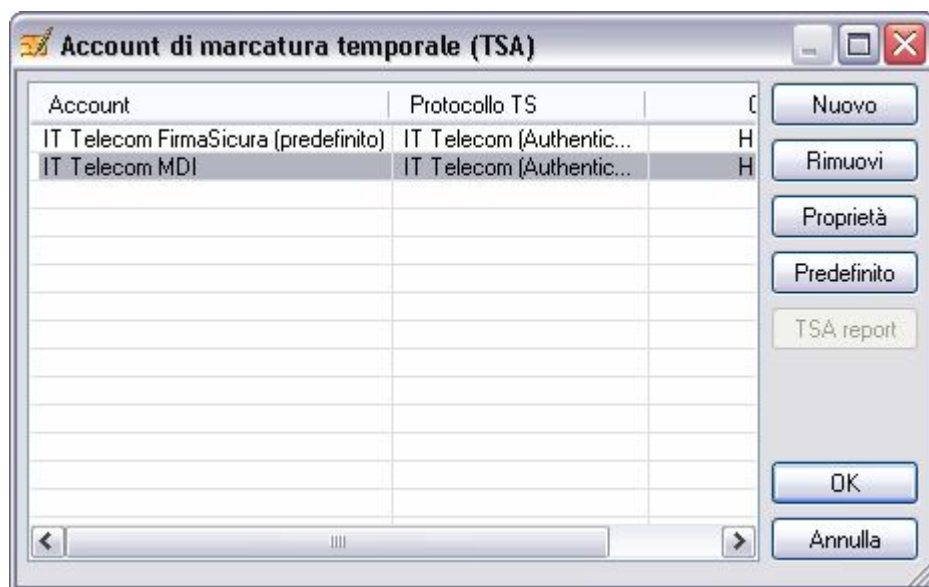 Account di marcatura temporale (TSA)
Account Protocollo TS
IT Telecom FirmaSicura (predefinito) IT Telecom (Authentic... H
IT Telecom MDI IT Telecom (Authentic... H
Nuovo
Rimuovi
Proprietà
Predefinito
TSA report
OK
Annulla